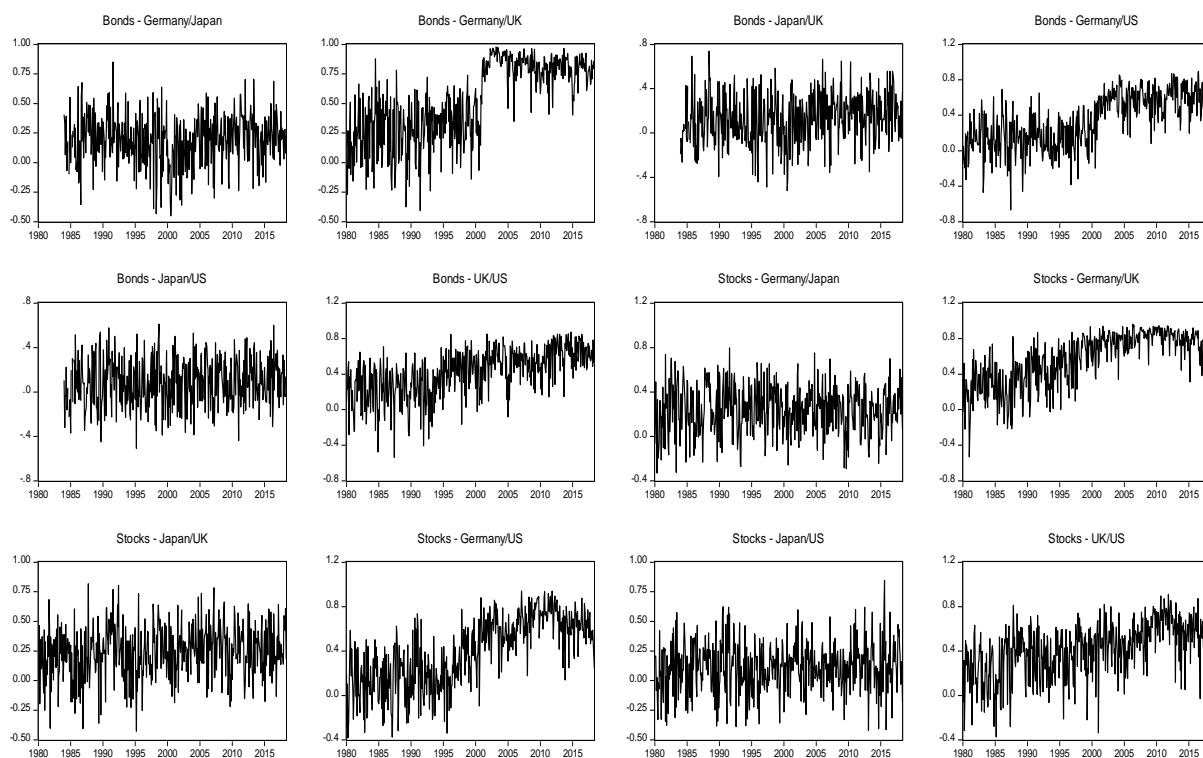 Bonds - Germany/Japan
1.00
0.75
0.50
0.25
0.00
-0.25
-0.50
1980 1985 1990 1995 2000 2005 2010 2015
Bonds - Germany/UK
1.00
0.75
0.50
0.25
0.00
-0.25
-0.50
1980 1985 1990 1995 2000 2005 2010 2015
Bonds - Japan/UK
.8
.4
.0
-.4
-.8
1980 1985 1990 1995 2000 2005 2010 2015
Bonds - Germany/US
1.2
0.8
0.4
0.0
-0.4
-0.8
1980 1985 1990 1995 2000 2005 2010 2015
Bonds - Japan/US
.8
.4
.0
-.4
-.8
1980 1985 1990 1995 2000 2005 2010 2015
Bonds - UK/US
1.2
0.8
0.4
0.0
-0.4
-0.8
1980 1985 1990 1995 2000 2005 2010 2015
Stocks - Germany/Japan
1.2
0.8
0.4
0.0
-0.4
1980 1985 1990 1995 2000 2005 2010 2015
Stocks - Germany/UK
1.2
0.8
0.4
0.0
-0.4
-0.8
1980 1985 1990 1995 2000 2005 2010 2015
Stocks - Japan/UK
1.00
0.75
0.50
0.25
0.00
-0.25
-0.50
1980 1985 1990 1995 2000 2005 2010 2015
Stocks - Germany/US
1.2
0.8
0.4
0.0
-0.4
1980 1985 1990 1995 2000 2005 2010 2015
Stocks - Japan/US
1.00
0.75
0.50
0.25
0.00
-0.25
-0.50
1980 1985 1990 1995 2000 2005 2010 2015
Stocks - UK/US
1.2
0.8
0.4
0.0
-0.4
1980 1985 1990 1995 2000 2005 2010 2015